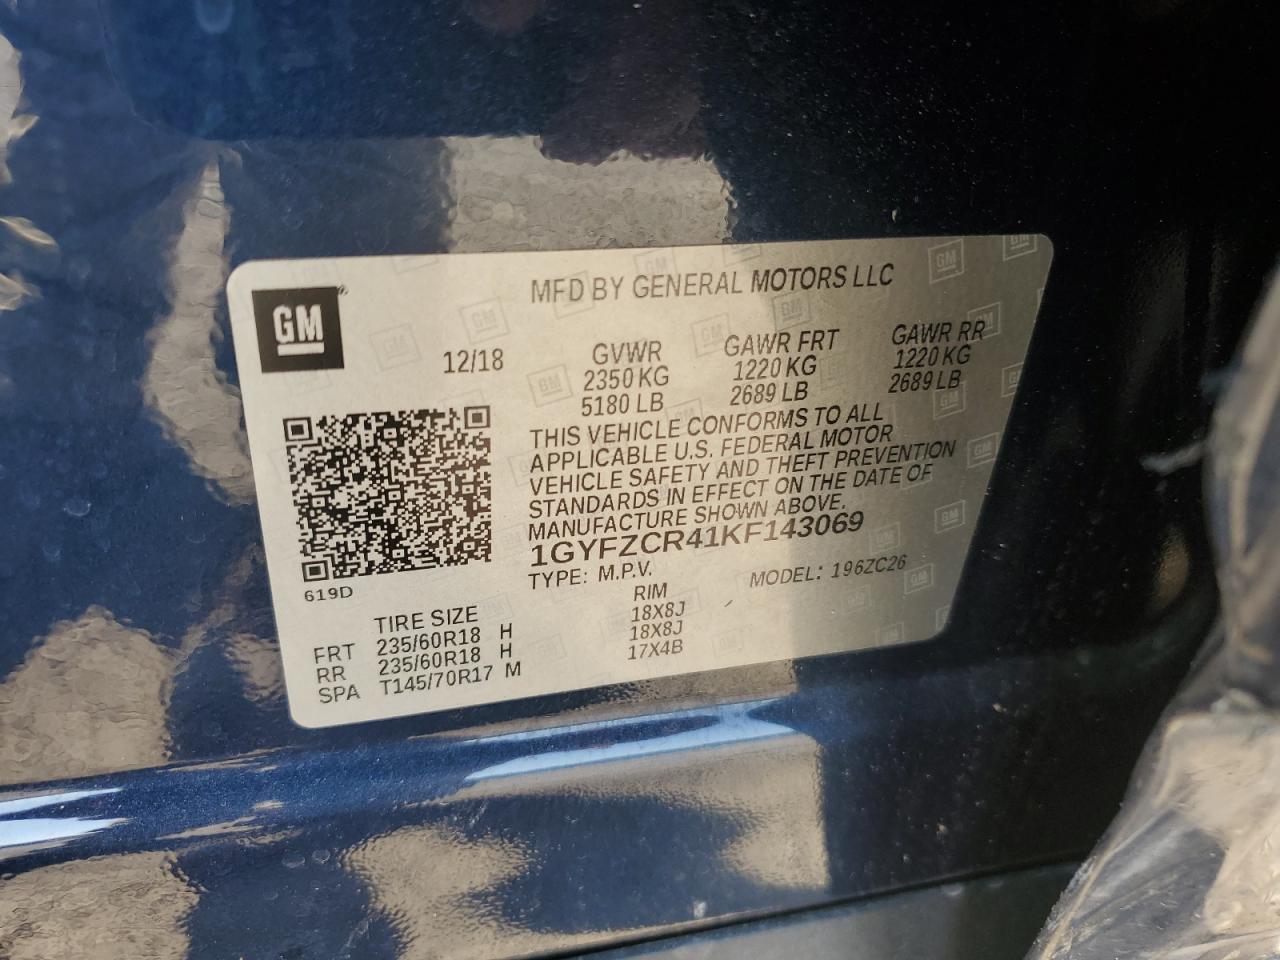 GM
MFD BY GENERAL MOTORS LLC
12/18
GVWR
2350 KG
5180 LB
GAWR FRT
1220 KG
2689 LB
GAWR RR
1220 KG
2689 LB
THIS VEHICLE CONFORMS TO ALL
APPLICABLE U.S. FEDERAL MOTOR
VEHICLE SAFETY AND THEFT PREVENTION
STANDARDS IN EFFECT ON THE DATE OF
MANUFACTURE SHOWN ABOVE.
1GYFZCR41KF143069
TYPE: M.P.V. MODEL: 196ZC26
619D
TIRE SIZE RIM
FRT 235/60R18 H 18X8J
RR 235/60R18 H 18X8J
SPA T145/70R17 M 17X4B